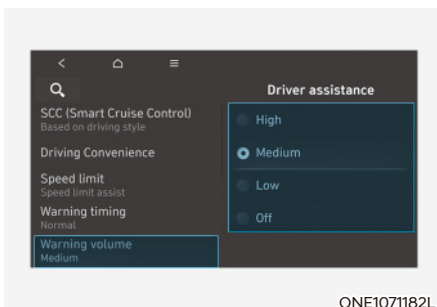 Driver assistance
SCC (Smart Cruise Control)
Based on driving style
Driving Convenience
Speed limit
Speed limit assist
Warning timing
Normal
Warning volume
Medium
High
Medium
Low
Off
ONE1071182L